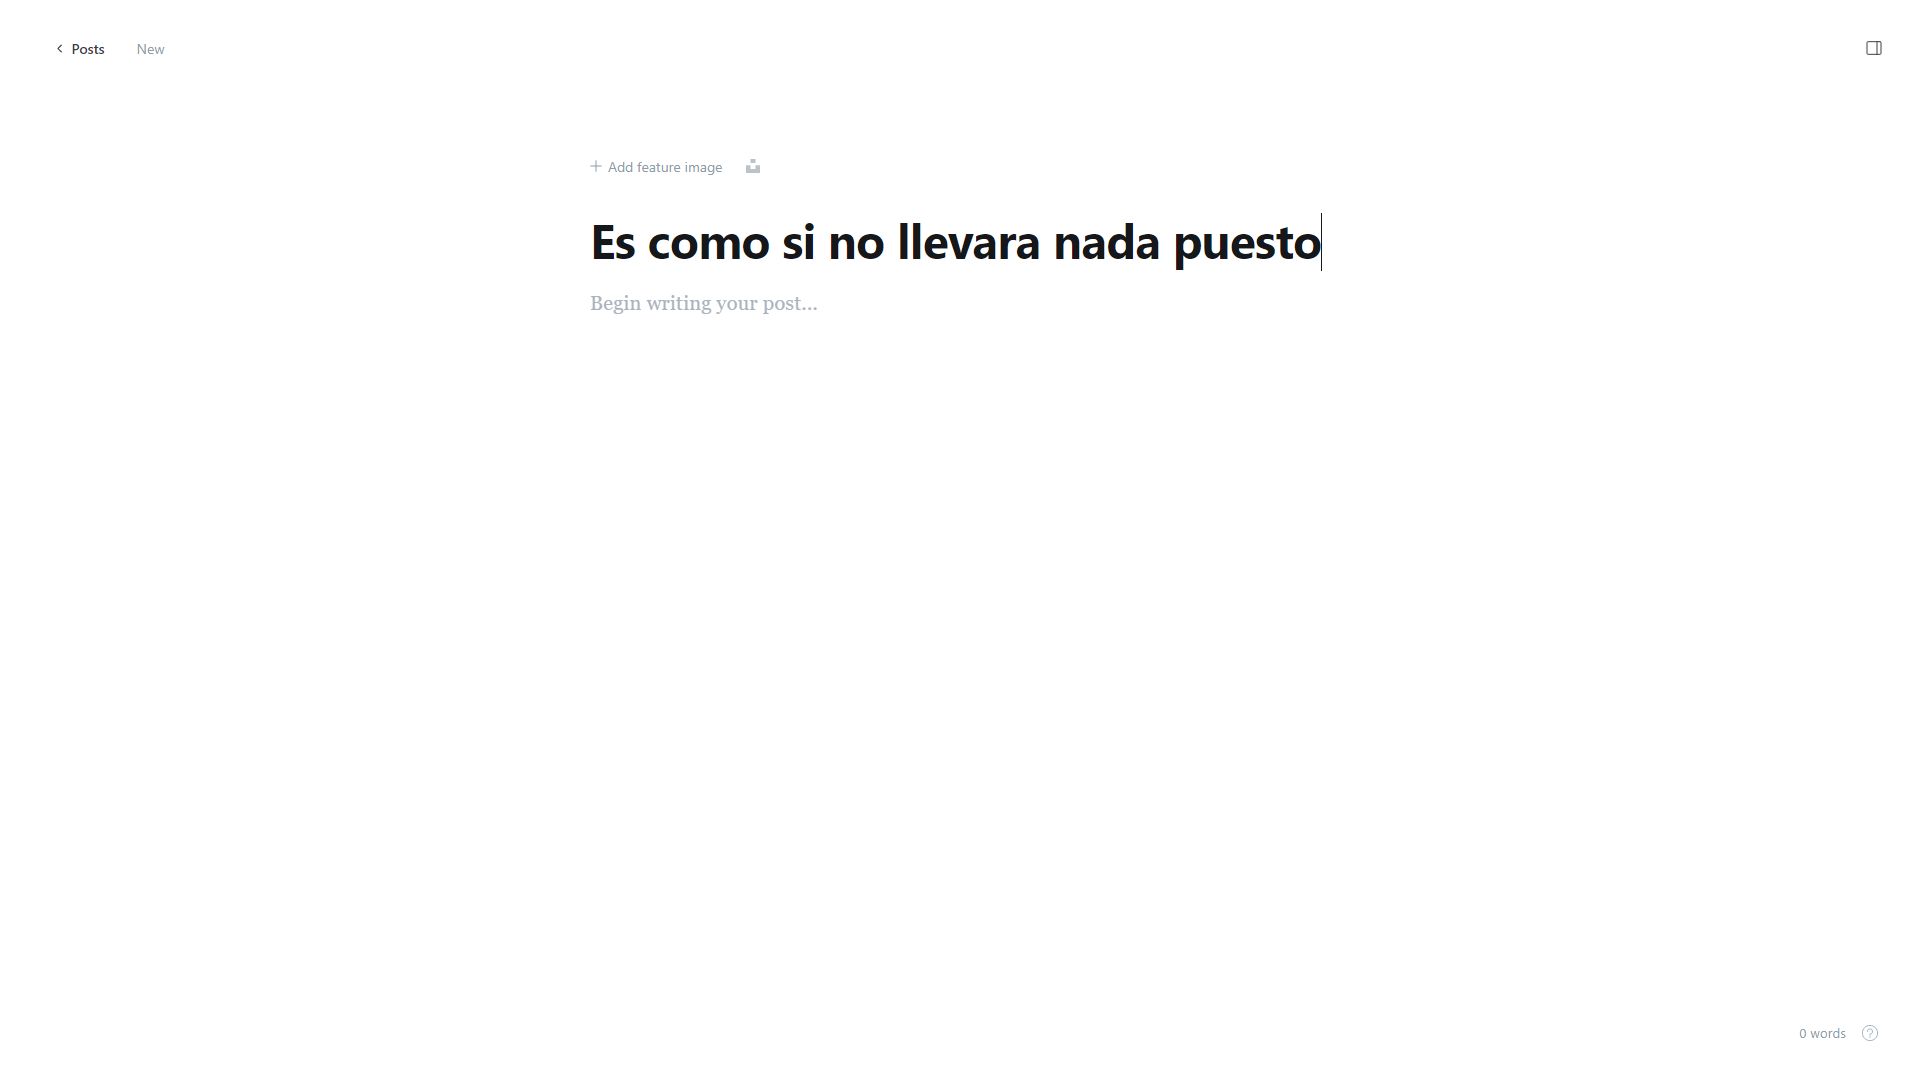 Posts New
Add feature image
Es como si no llevara nada puesto
Begin writing your post...
0 words